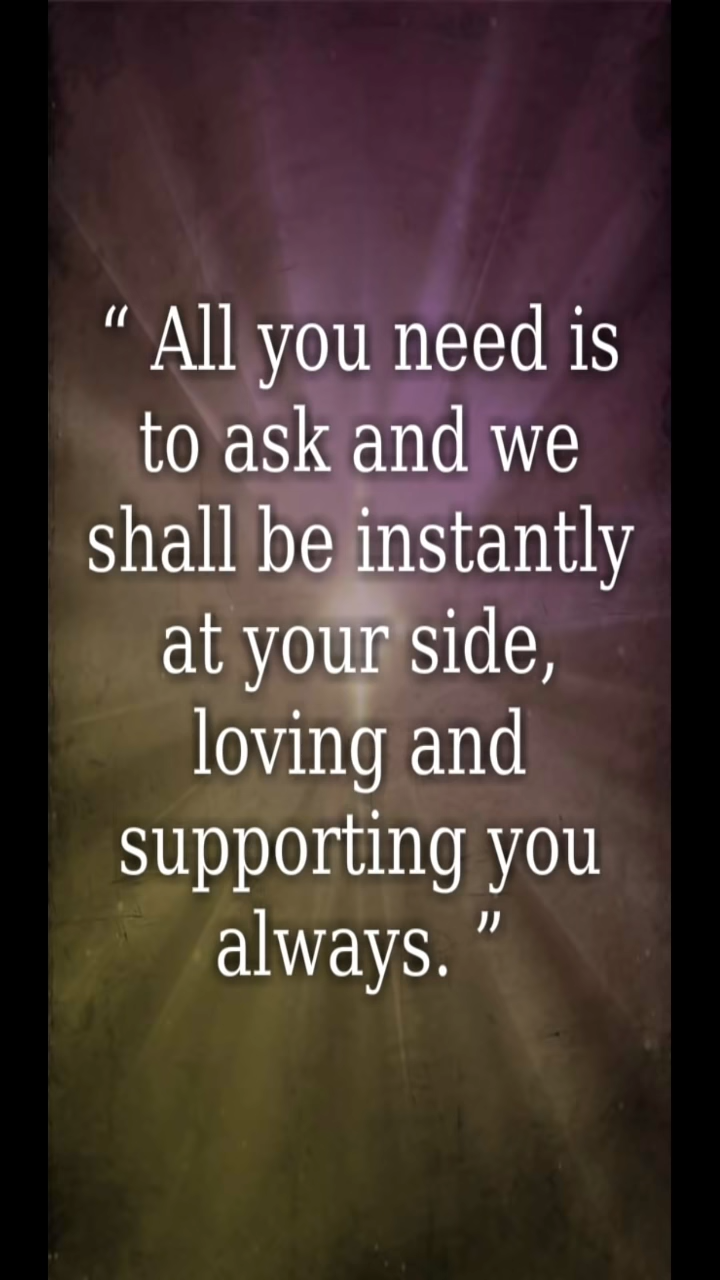 “ All you need is
to ask and we
shall be instantly
at your side,
loving and
supporting you
always. ”